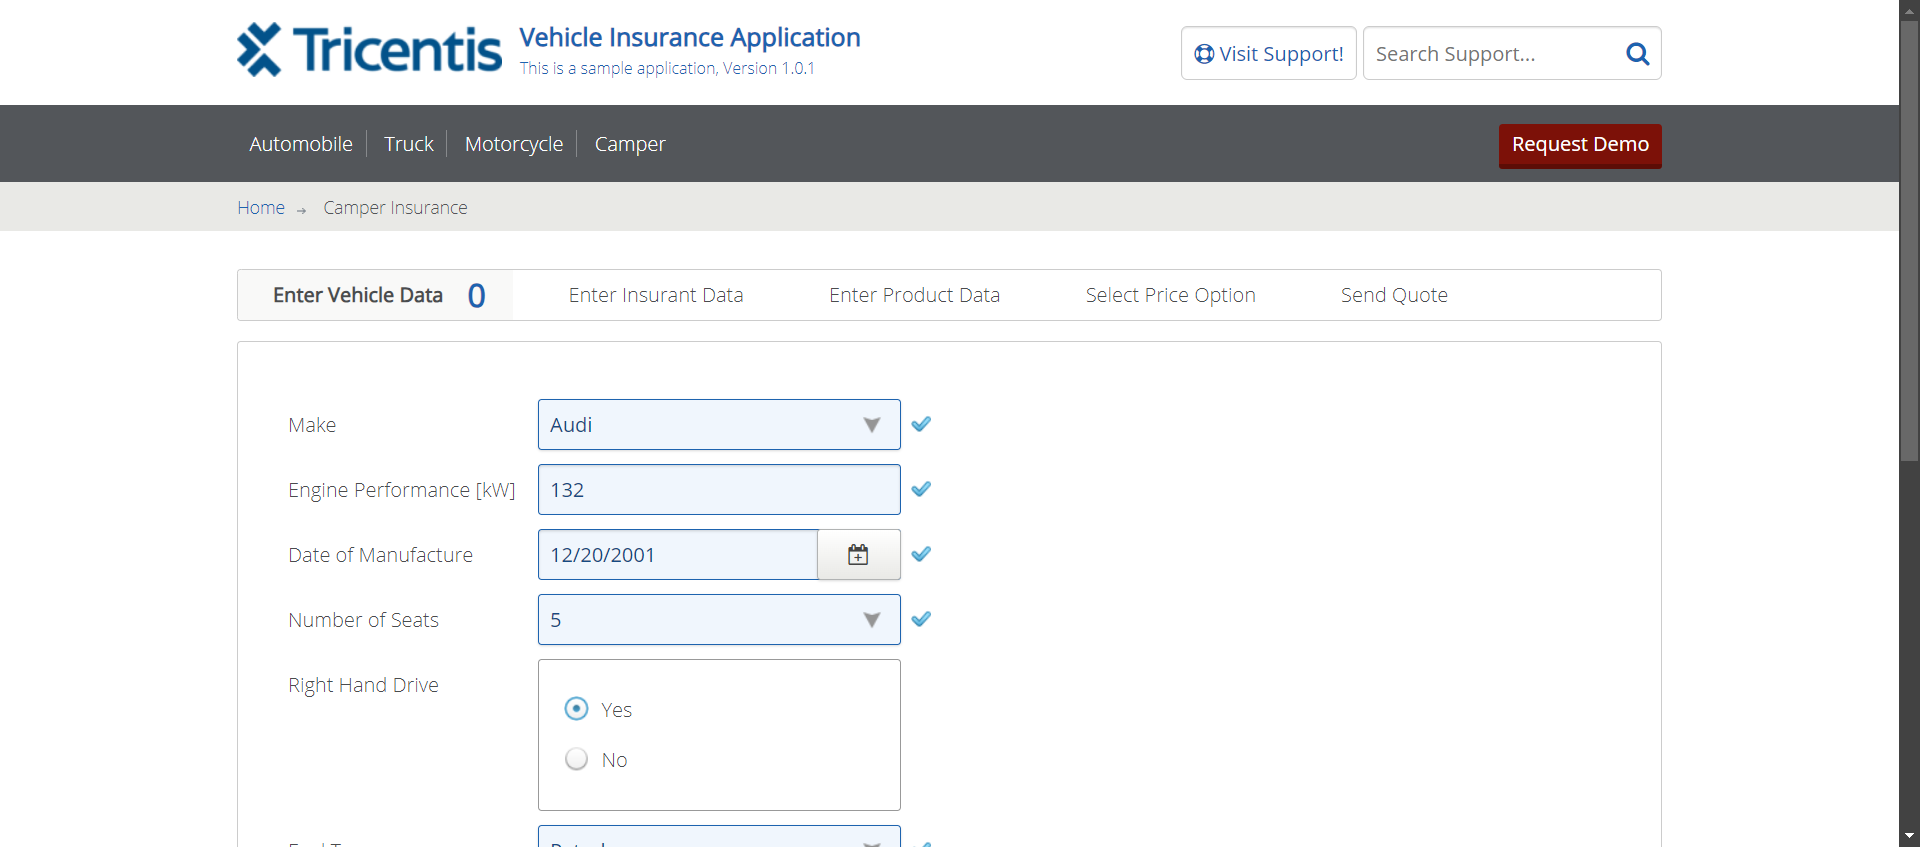 Tricentis
Vehicle Insurance Application
This is a sample application, Version 1.0.1
Visit Support!
Search Support...
Automobile
Truck
Motorcycle
Camper
Request Demo
Home → Camper Insurance
Enter Vehicle Data 0
Enter Insurant Data
Enter Product Data
Select Price Option
Send Quote
Make
Audi
Engine Performance [kW]
132
Date of Manufacture
12/20/2001
Number of Seats
5
Right Hand Drive
Yes
No